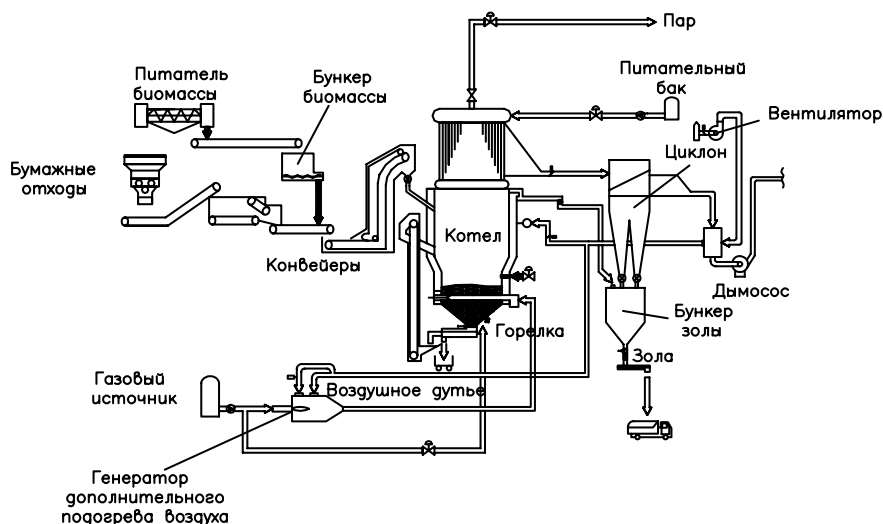 Пар
Питатель
биомассы
Бункер
биомассы
Питательный
бак
Вентилятор
Циклон
Бумажные
отходы
Котел
Конвейеры
Дымосос
Бункер
золы
Горелка
Зола
Газовый
источник
Воздушное дутье
Генератор
дополнительного
подогрева воздуха